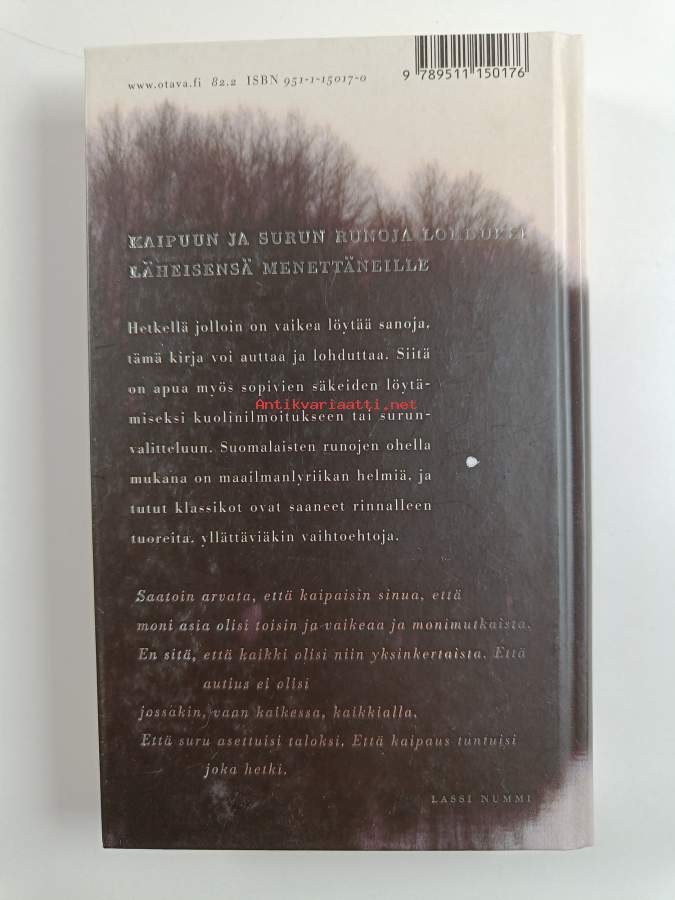 www.otava.fi 82.2 ISBN 951-1-15017-0
9 789511 150176
KAIPUUN JA SURUN RUNOJA LOHDUKSI
LÄHEISENSÄ MENETTÄNEILLE
Hetkellä jolloin on vaikea löytää sanoja,
tämä kirja voi auttaa ja lohduttaa. Siitä
on apua myös sopivien säkeiden löytä-
Antikvariaatti.net
miseksi kuolinilmoitukseen tai surun-
valitteluun. Suomalaisten runojen ohella
mukana on maailmanlyriikan helmiä, ja
tutut klassikot ovat saaneet rinnalleen
tuoreita, yllättäviäkin vaihtoehtoja.
Saatoin arvata, että kaipaisin sinua, että
moni asia olisi toisin ja vaikeaa ja monimutkaista.
En sitä, että kaikki olisi niin yksinkertaista. Että
autius ei olisi
jossakin, vaan kaikessa, kaikkialla.
Että suru asettuisi taloksi. Että kaipaus tuntuisi
joka hetki.
LASSI NUMMI